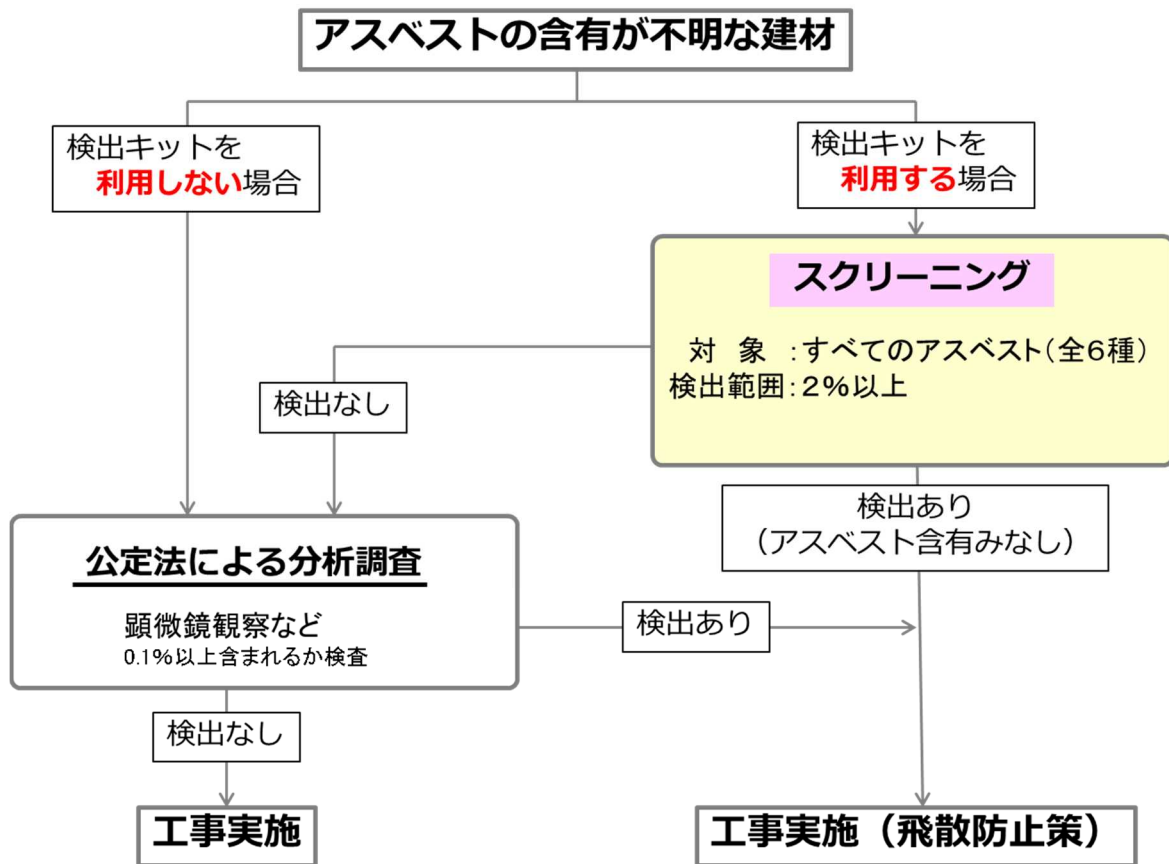 アスベストの含有が不明な建材
検出キットを
利用しない場合
検出キットを
利用する場合
スクリーニング
対　象　：すべてのアスベスト（全６種）
検出範囲：２％以上
検出なし
検出あり
（アスベスト含有みなし）
公定法による分析調査
顕微鏡観察など
0.1％以上含まれるか検査
検出あり
検出なし
工事実施
工事実施（飛散防止策）